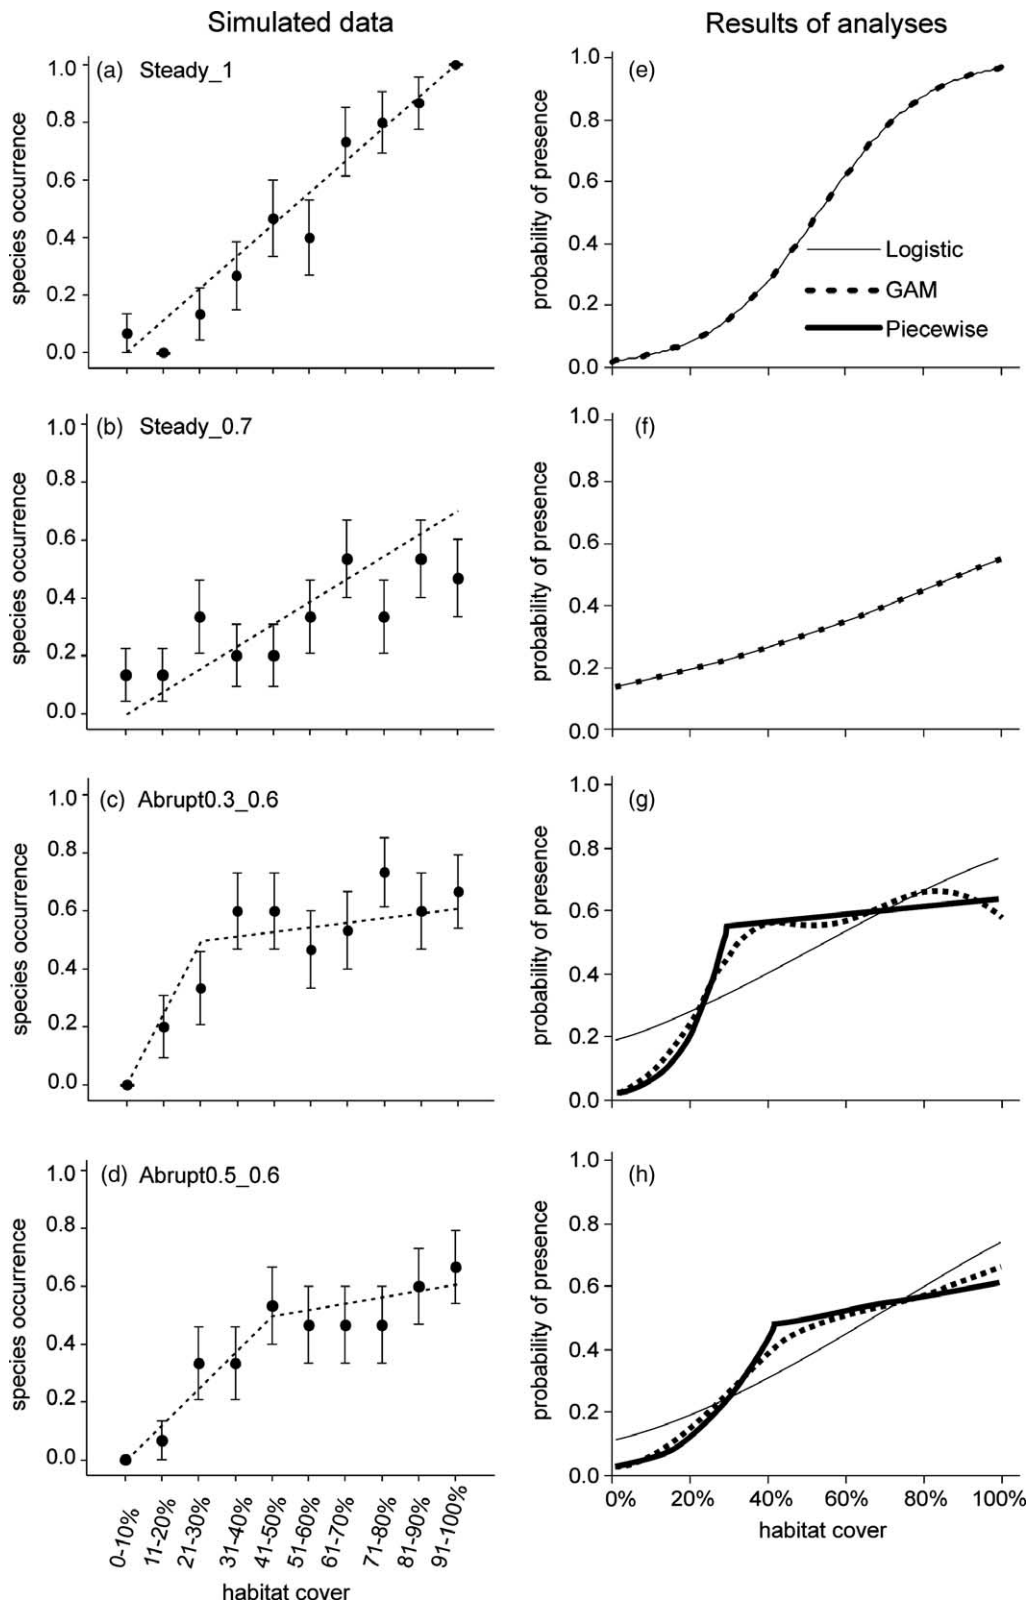 Simulated data
Results of analyses
(a) Steady_1
species occurrence
1.0
0.8
0.6
0.4
0.2
0.0
(e)
probability of presence
1.0
0.8
0.6
0.4
0.2
0.0
Logistic
GAM
Piecewise
(b) Steady_0.7
species occurrence
1.0
0.8
0.6
0.4
0.2
0.0
(f)
probability of presence
1.0
0.8
0.6
0.4
0.2
0.0
(c) Abrupt0.3_0.6
species occurrence
1.0
0.8
0.6
0.4
0.2
0.0
(g)
probability of presence
1.0
0.8
0.6
0.4
0.2
0.0
(d) Abrupt0.5_0.6
species occurrence
1.0
0.8
0.6
0.4
0.2
0.0
0-10%
11-20%
21-30%
31-40%
41-50%
51-60%
61-70%
71-80%
81-90%
91-100%
habitat cover
(h)
probability of presence
1.0
0.8
0.6
0.4
0.2
0.0
0% 20% 40% 60% 80% 100%
habitat cover